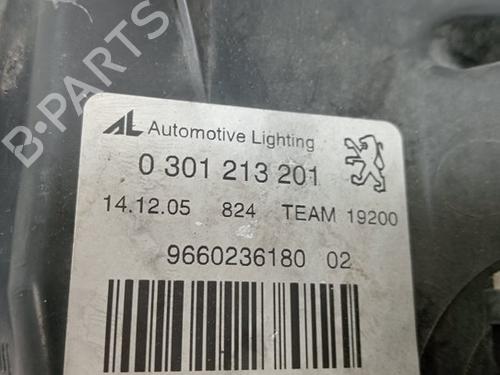 B-PARTS
AL Automotive Lighting
0 301 213 201
14.12.05 824 TEAM 19200
9660236180 02